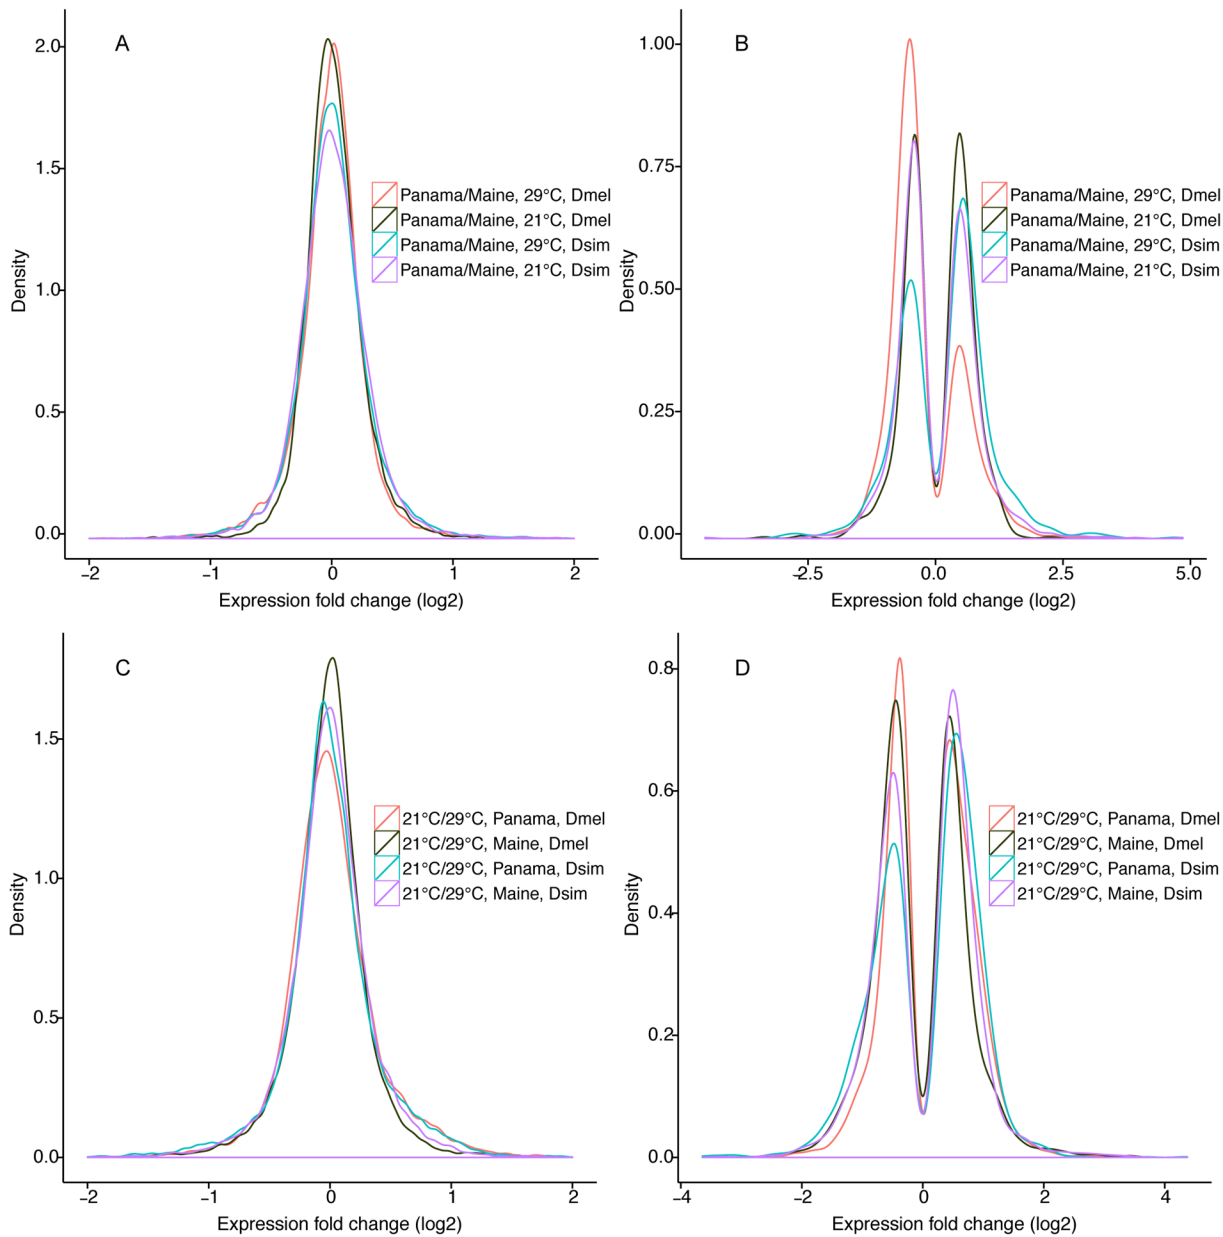 A
2.0
1.5
1.0
0.5
0.0
Density
Panama/Maine, 29°C, Dmel
Panama/Maine, 21°C, Dmel
Panama/Maine, 29°C, Dsim
Panama/Maine, 21°C, Dsim
−2 −1 0 1 2
Expression fold change (log2)
B
1.00
0.75
0.50
0.25
0.00
Density
Panama/Maine, 29°C, Dmel
Panama/Maine, 21°C, Dmel
Panama/Maine, 29°C, Dsim
Panama/Maine, 21°C, Dsim
-2.5 0.0 2.5 5.0
Expression fold change (log2)
C
1.5
1.0
0.5
0.0
Density
21°C/29°C, Panama, Dmel
21°C/29°C, Maine, Dmel
21°C/29°C, Panama, Dsim
21°C/29°C, Maine, Dsim
−2 −1 0 1 2
Expression fold change (log2)
D
0.8
0.6
0.4
0.2
0.0
Density
21°C/29°C, Panama, Dmel
21°C/29°C, Maine, Dmel
21°C/29°C, Panama, Dsim
21°C/29°C, Maine, Dsim
−4 −2 0 2 4
Expression fold change (log2)